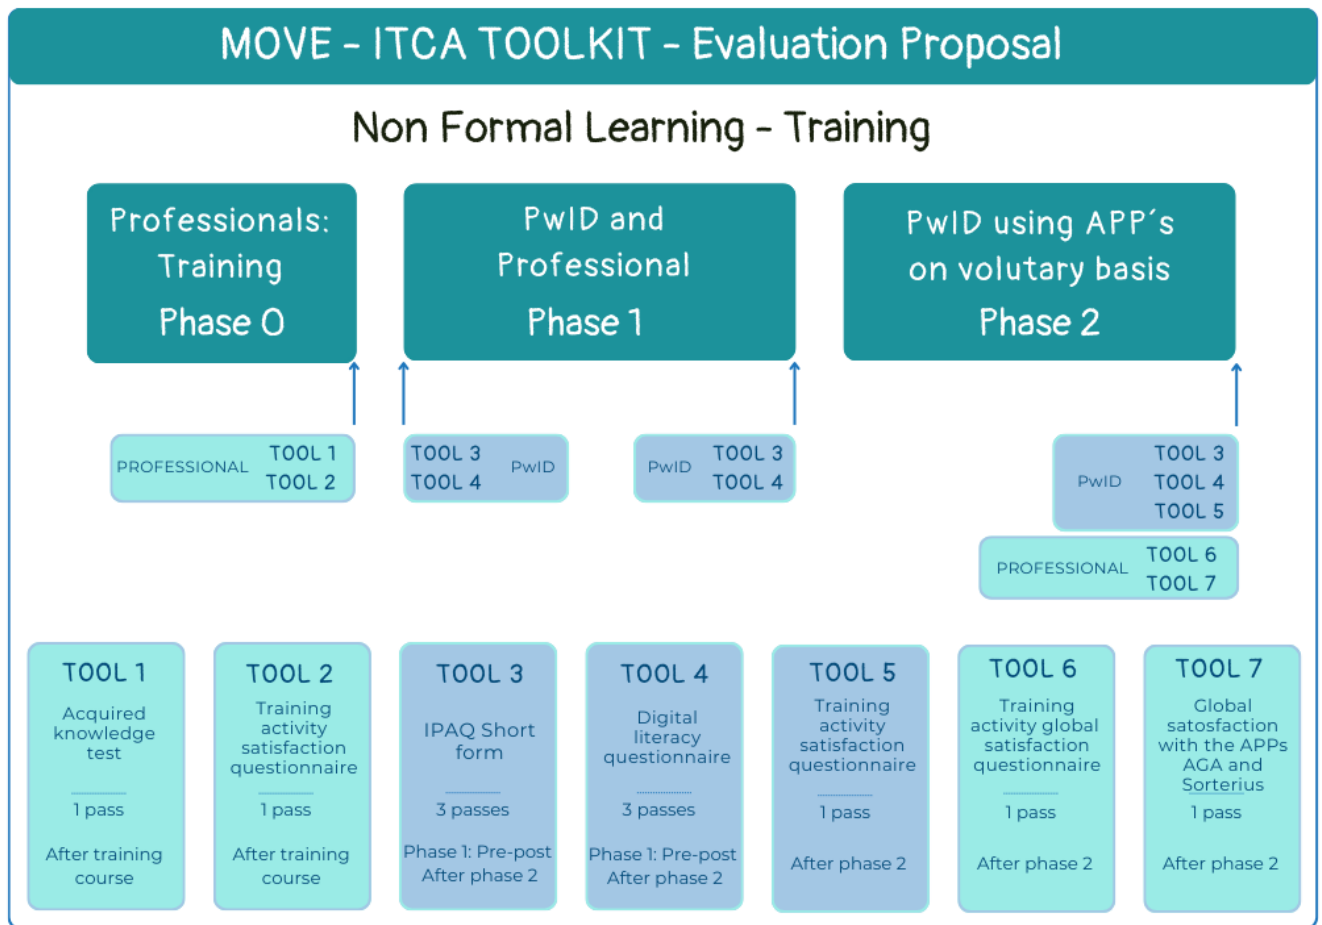 MOVE - ITCA TOOLKIT - Evaluation Proposal
Non Formal Learning - Training
Professionals:
Training
Phase 0
PwID and
Professional
Phase 1
PwID using APP´s
on volutary basis
Phase 2
PROFESSIONAL
TOOL 1
TOOL 2
TOOL 3
TOOL 4
PwID
PwID
TOOL 3
TOOL 4
PwID
TOOL 3
TOOL 4
TOOL 5
PROFESSIONAL
TOOL 6
TOOL 7
TOOL 1
Acquired
knowledge
test
1 pass
After training
course
TOOL 2
Training
activity
satisfaction
questionnaire
1 pass
After training
course
TOOL 3
IPAQ Short
form
3 passes
Phase 1: Pre-post
After phase 2
TOOL 4
Digital
literacy
questionnaire
3 passes
Phase 1: Pre-post
After phase 2
TOOL 5
Training
activity
satisfaction
questionnaire
1 pass
After phase 2
TOOL 6
Training
activity global
satisfaction
questionnaire
1 pass
After phase 2
TOOL 7
Global
satosfaction
with the APPs
AGA and
Sorterius
1 pass
After phase 2